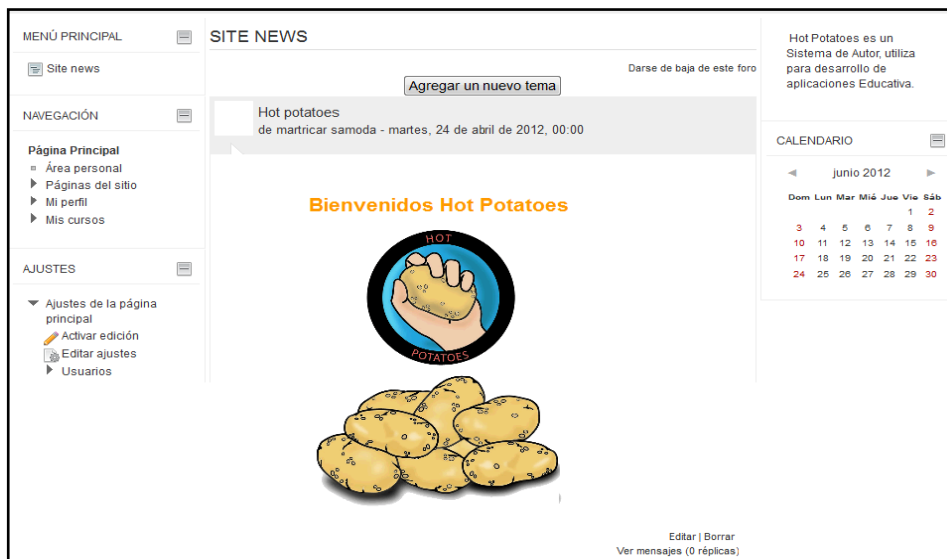 MENÚ PRINCIPAL
Site news
NAVEGACIÓN
Página Principal
Área personal
Páginas del sitio
Mi perfil
Mis cursos
AJUSTES
Ajustes de la página
principal
Activar edición
Editar ajustes
Usuarios
SITE NEWS
Darse de baja de este foro
Agregar un nuevo tema
Hot potatoes
de martricar samoda - martes, 24 de abril de 2012, 00:00
Bienvenidos Hot Potatoes
HOT
POTATOES
Editar | Borrar
Ver mensajes (0 réplicas)
Hot Potatoes es un
Sistema de Autor, utiliza
para desarrollo de
aplicaciones Educativa.
CALENDARIO
◄ junio 2012 ►
Dom Lun Mar Mié Jue Vie Sáb
1 2
3 4 5 6 7 8 9
10 11 12 13 14 15 16
17 18 19 20 21 22 23
24 25 26 27 28 29 30